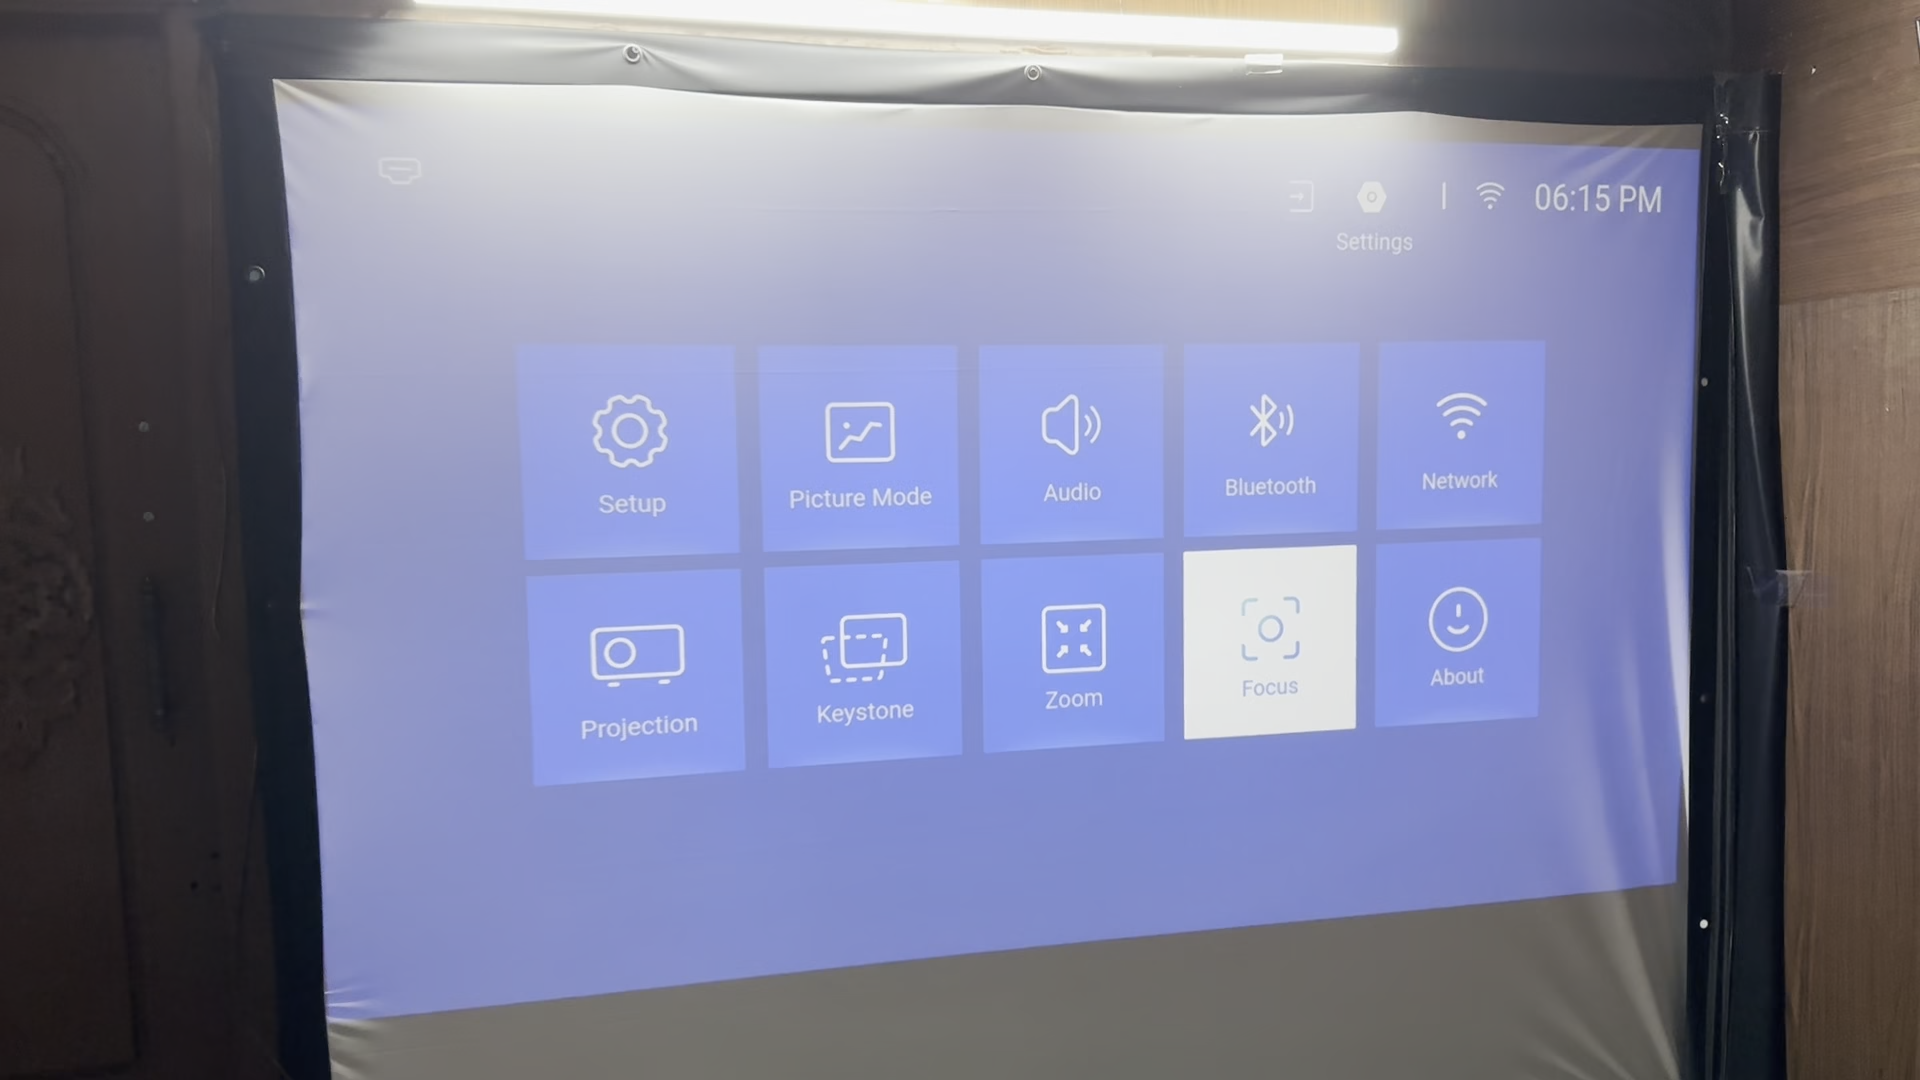 06:15 PM
Settings
Setup
Picture Mode
Audio
Bluetooth
Network
Projection
Keystone
Zoom
Focus
About